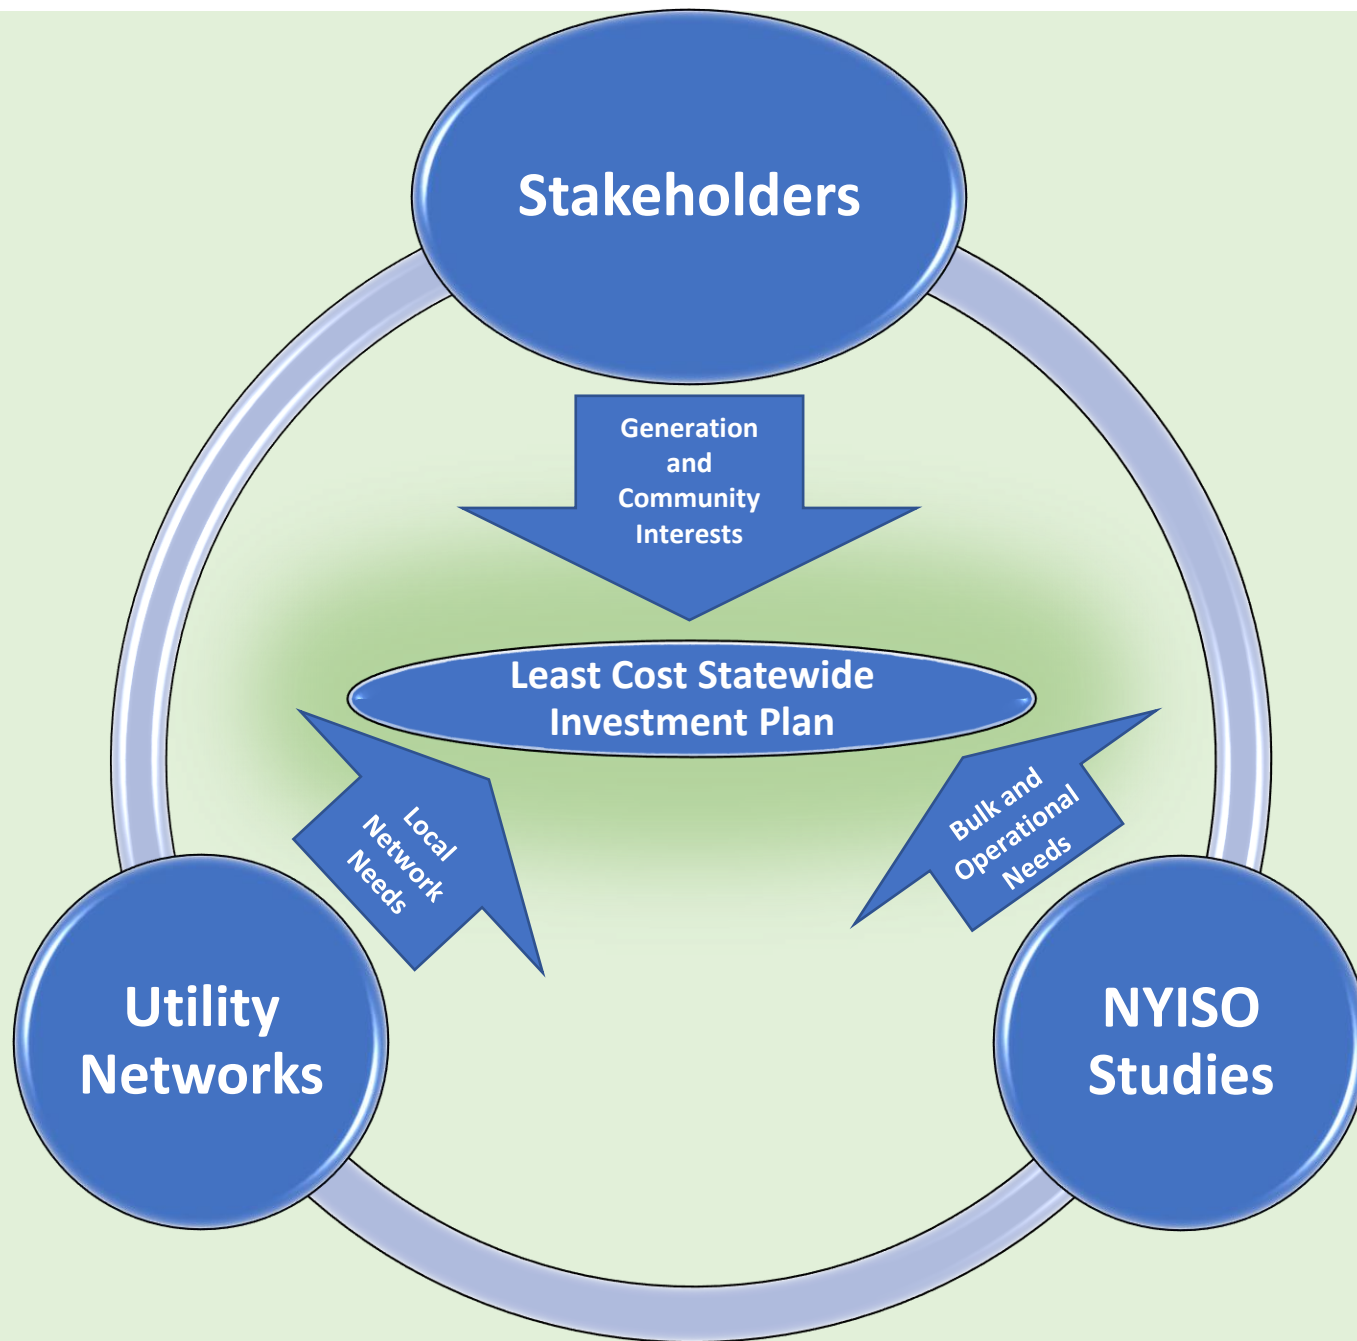 Stakeholders
Generation
and
Community
Interests
Least Cost Statewide
Investment Plan
Local
Network
Needs
Bulk and
Operational
Needs
Utility
Networks
NYISO
Studies